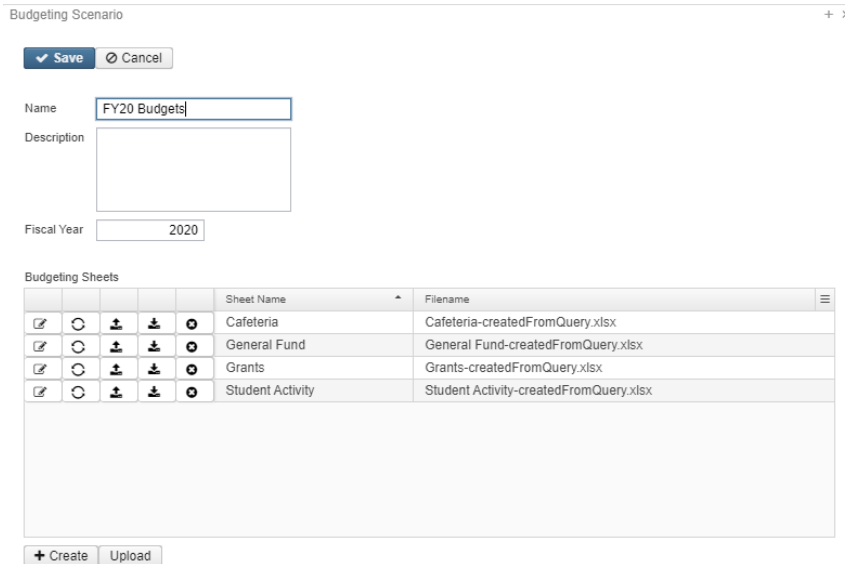 Budgeting Scenario
Save Cancel
Name FY20 Budgets
Description
Fiscal Year 2020
Budgeting Sheets
Sheet Name Filename
Cafeteria Cafeteria-createdFromQuery.xlsx
General Fund General Fund-createdFromQuery.xlsx
Grants Grants-createdFromQuery.xlsx
Student Activity Student Activity-createdFromQuery.xlsx
+ Create Upload